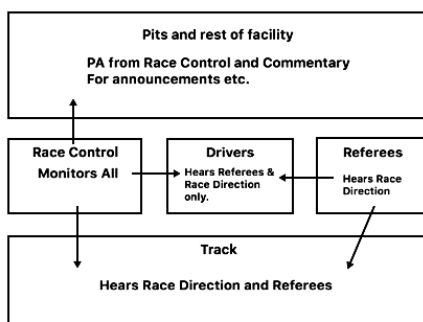 Pits and rest of facility
PA from Race Control and Commentary
For announcements etc.
Race Control
Monitors All
Drivers
Hears Referees &
Race Direction
only.
Referees
Hears Race
Direction
Track
Hears Race Direction and Referees